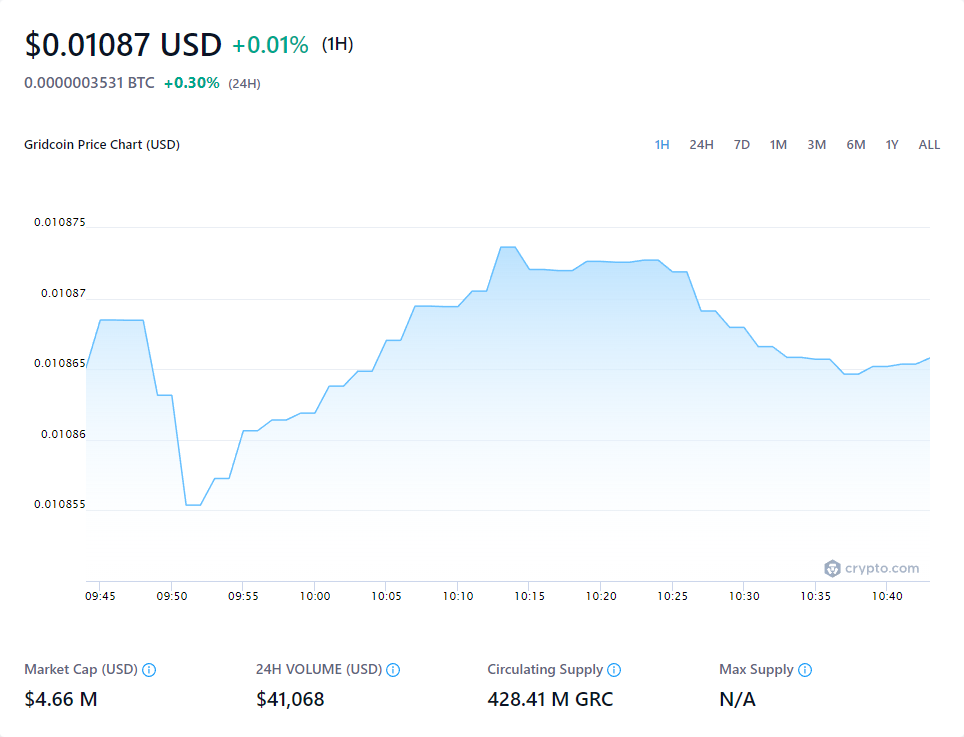 $0.01087 USD +0.01% (1H)
0.0000003531 BTC +0.30% (24H)
Gridcoin Price Chart (USD) 1H 24H 7D 1M 3M 6M 1Y ALL
0.010875
0.01087
0.010865
0.01086
0.010855
crypto.com
09:45 09:50 09:55 10:00 10:05 10:10 10:15 10:20 10:25 10:30 10:35 10:40
Market Cap (USD) 24H VOLUME (USD) Circulating Supply Max Supply
$4.66 M $41,068 428.41 M GRC N/A